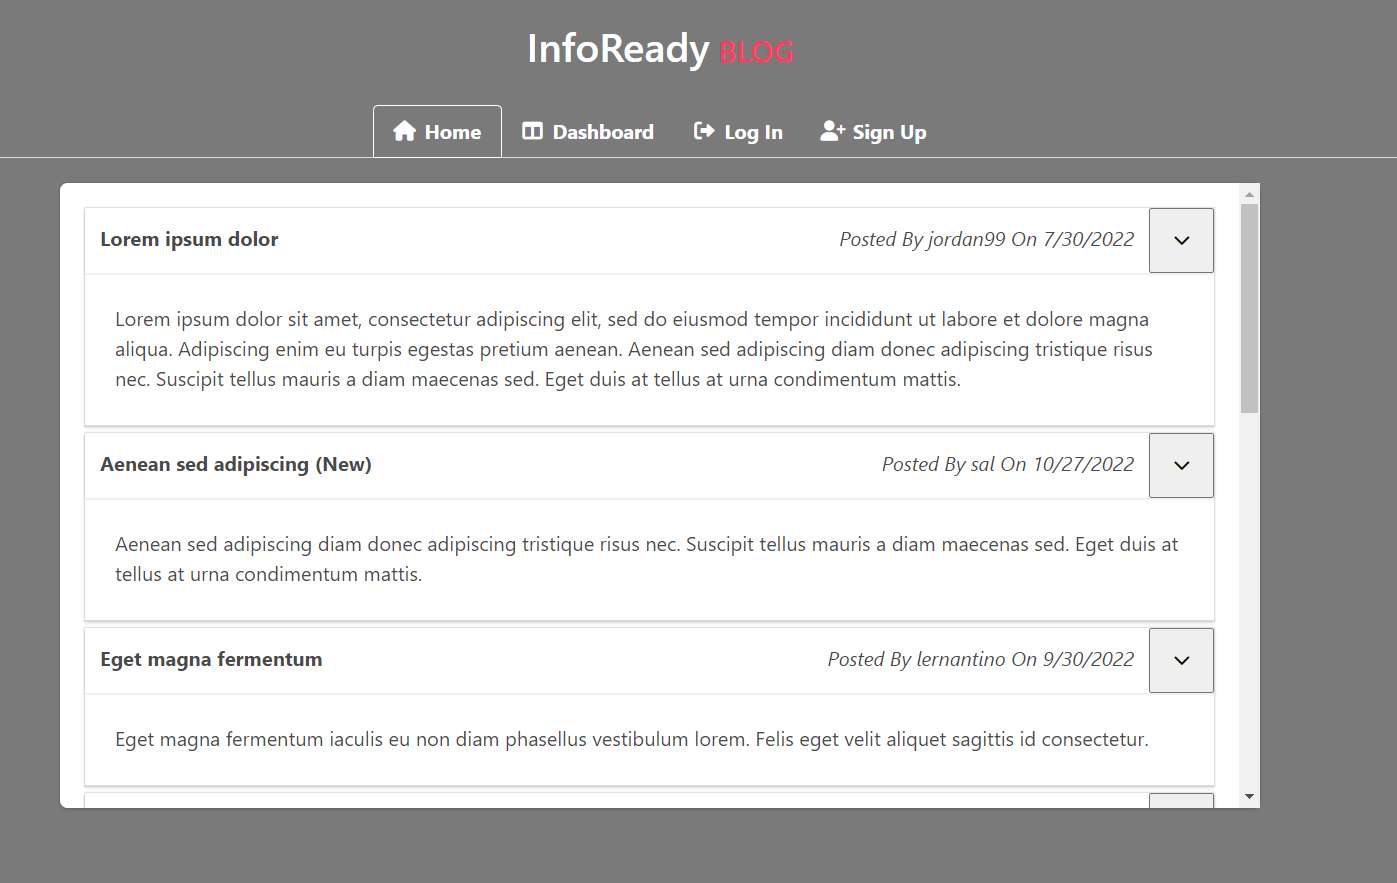 InfoReady BLOG
Home Dashboard Log In Sign Up
Lorem ipsum dolor Posted By jordan99 On 7/30/2022
Lorem ipsum dolor sit amet, consectetur adipiscing elit, sed do eiusmod tempor incididunt ut labore et dolore magna
aliqua. Adipiscing enim eu turpis egestas pretium aenean. Aenean sed adipiscing diam donec adipiscing tristique risus
nec. Suscipit tellus mauris a diam maecenas sed. Eget duis at tellus at urna condimentum mattis.
Aenean sed adipiscing (New) Posted By sal On 10/27/2022
Aenean sed adipiscing diam donec adipiscing tristique risus nec. Suscipit tellus mauris a diam maecenas sed. Eget duis at
tellus at urna condimentum mattis.
Eget magna fermentum Posted By lernantino On 9/30/2022
Eget magna fermentum iaculis eu non diam phasellus vestibulum lorem. Felis eget velit aliquet sagittis id consectetur.